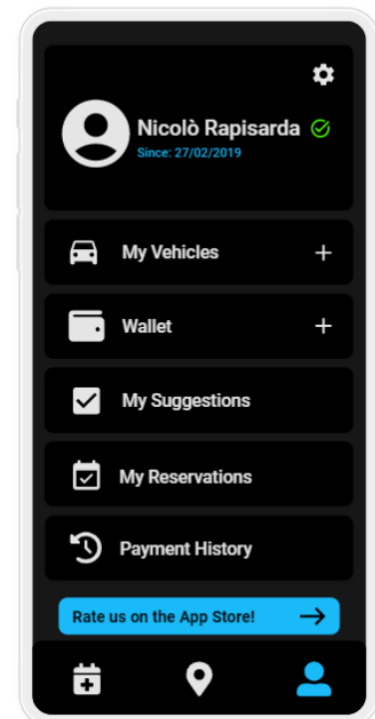 Nicolò Rapisarda
Since: 27/02/2019
My Vehicles
Wallet
My Suggestions
My Reservations
Payment History
Rate us on the App Store!